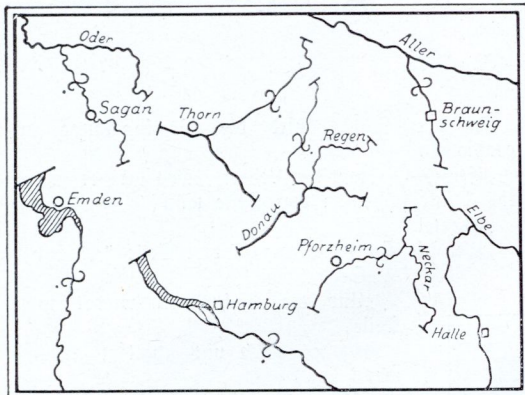 Oder
Aller
Sagan
Thorn
Braun-
schweig
Regen
Emden
Donau
Elbe
Pforzheim
Neckar
Hamburg
Halle
?
?
?
?
?
?
?